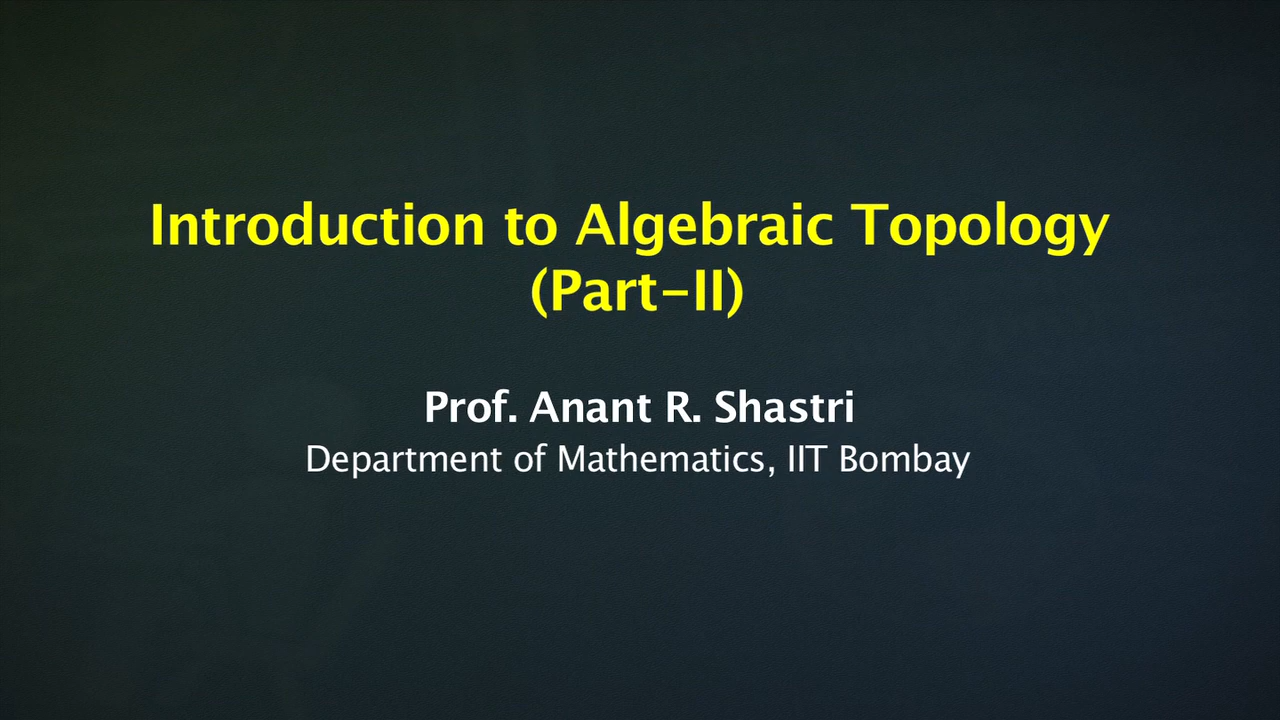 Introduction to Algebraic Topology
(Part-II)
Prof. Anant R. Shastri
Department of Mathematics, IIT Bombay